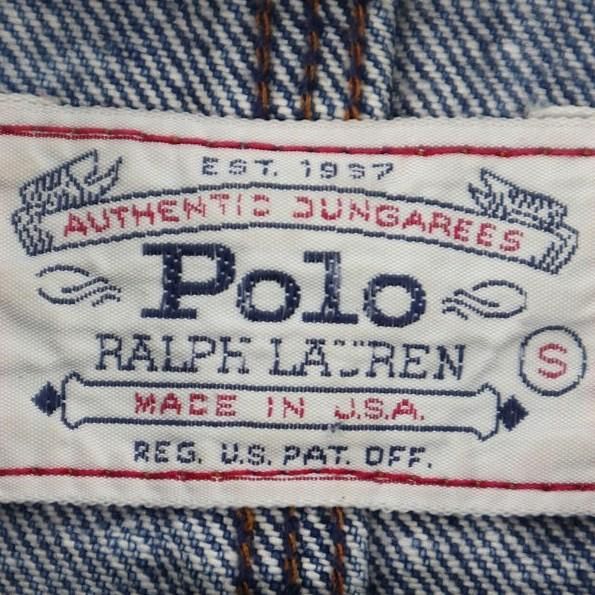 EST. 1967
AUTHENTIC DUNGAREES
Polo
RALPH LAUREN
S
MADE IN U.S.A.
REG. U.S. PAT. OFF.